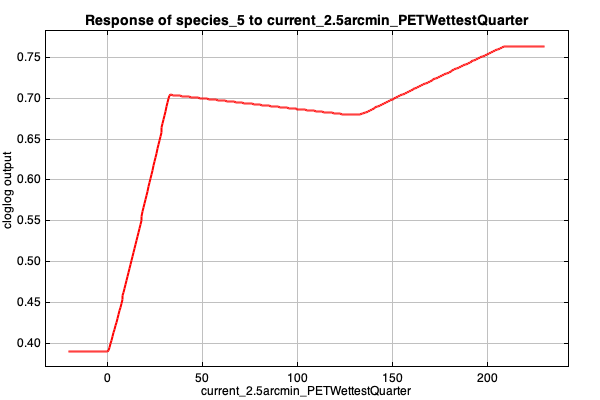 Response of species_5 to current_2.5arcmin_PETWettestQuarter
cloglog output
0.75
0.70
0.65
0.60
0.55
0.50
0.45
0.40
0 50 100 150 200
current_2.5arcmin_PETWettestQuarter